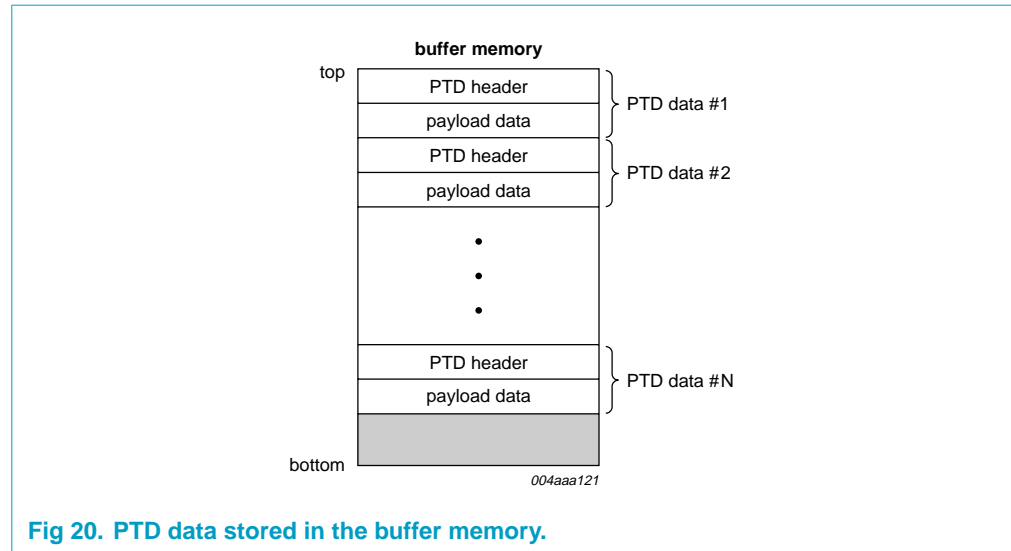 buffer memory
top
PTD header
PTD data #1
payload data
PTD header
PTD data #2
payload data
PTD header
PTD data #N
payload data
bottom
004aaa121
Fig 20. PTD data stored in the buffer memory.